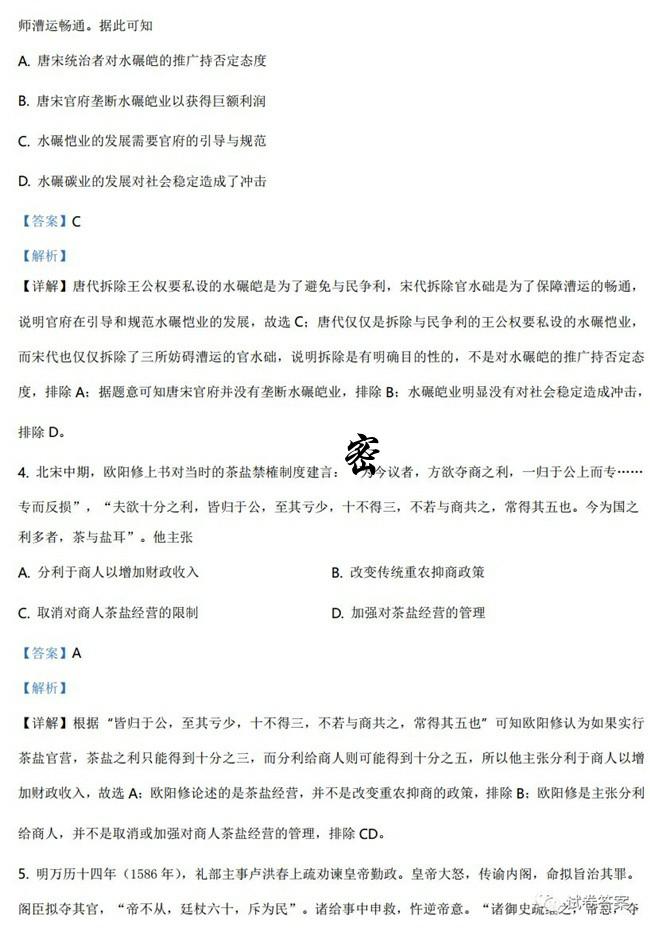 师漕运畅通。据此可知
A. 唐宋统治者对水碾皑的推广持否定态度
B. 唐宋官府垄断水碾皑业以获得巨额利润
C. 水碾恺业的发展需要官府的引导与规范
D. 水碾碳业的发展对社会稳定造成了冲击
【答案】C
【解析】
【详解】唐代拆除王公权要私设的水碾皑是为了避免与民争利，宋代拆除官水础是为了保障漕运的畅通，
说明官府在引导和规范水碾恺业的发展，故选 C；唐代仅仅是拆除与民争利的王公权要私设的水碾恺业，
而宋代也仅仅拆除了三所妨碍漕运的官水础，说明拆除是有明确目的性的，不是对水碾皑的推广持否定态
度，排除 A；据题意可知唐宋官府并没有垄断水碾皑业，排除 B；水碾皑业明显没有对社会稳定造成冲击，
排除 D。
密
4. 北宋中期，欧阳修上书对当时的茶盐禁榷制度建言：“为今议者，方欲夺商之利，一归于公上而专……
专而反损”，“夫欲十分之利，皆归于公，至其亏少，十不得三，不若与商共之，常得其五也。今为国之
利多者，茶与盐耳”。他主张
A. 分利于商人以增加财政收入 B. 改变传统重农抑商政策
C. 取消对商人茶盐经营的限制 D. 加强对茶盐经营的管理
【答案】A
【解析】
【详解】根据“皆归于公，至其亏少，十不得三，不若与商共之，常得其五也”可知欧阳修认为如果实行
茶盐官营，茶盐之利只能得到十分之三，而分利给商人则可能得到十分之五，所以他主张分利于商人以增
加财政收入，故选 A；欧阳修论述的是茶盐经营，并不是改变重农抑商的政策，排除 B；欧阳修是主张分利
给商人，并不是取消或加强对商人茶盐经营的管理，排除 CD。
5. 明万历十四年（1586 年），礼部主事卢洪春上疏劝谏皇帝勤政。皇帝大怒，传谕内阁，命拟旨治其罪。
阁臣拟夺其官，“帝不从，廷杖六十，斥为民”。诸给事中申救，忤逆帝意。“诸御史疏继之，帝怒，夺
试卷答案